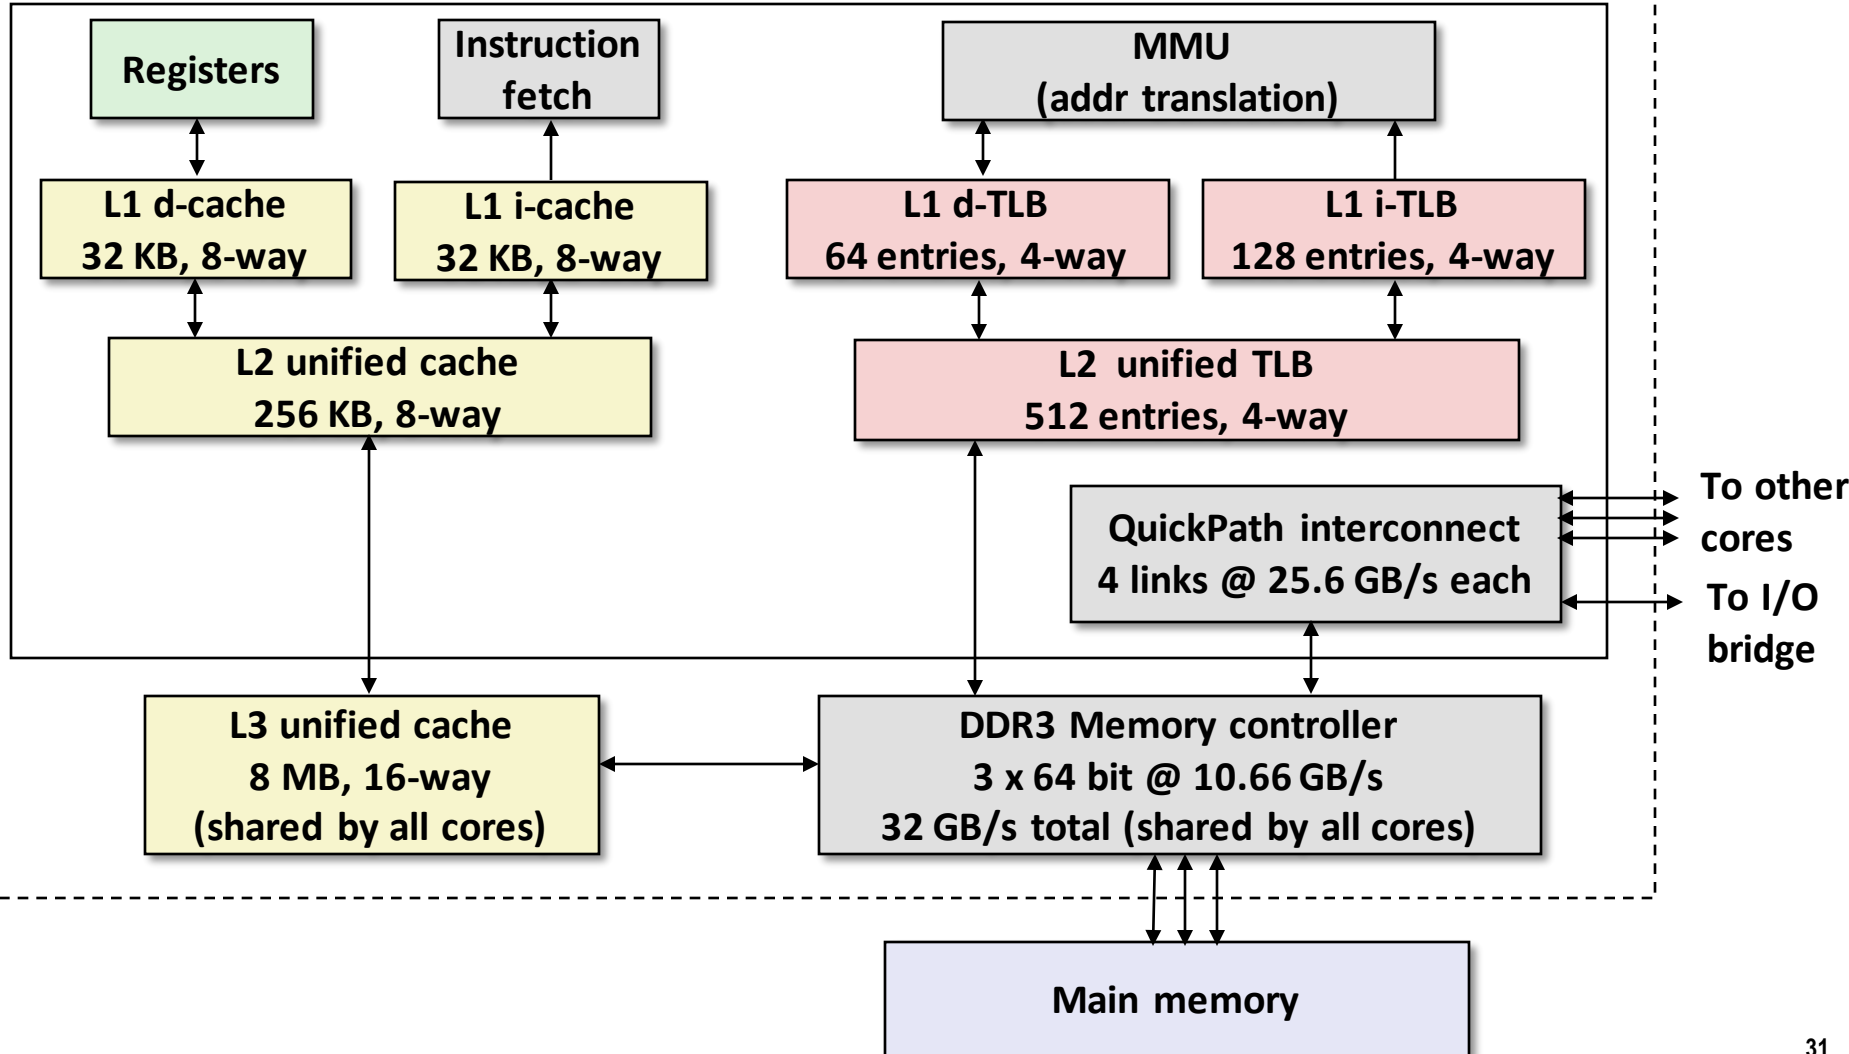 Registers
Instruction
fetch
MMU
(addr translation)
L1 d-cache
32 KB, 8-way
L1 i-cache
32 KB, 8-way
L1 d-TLB
64 entries, 4-way
L1 i-TLB
128 entries, 4-way
L2 unified cache
256 KB, 8-way
L2 unified TLB
512 entries, 4-way
QuickPath interconnect
4 links @ 25.6 GB/s each
To other
cores
To I/O
bridge
L3 unified cache
8 MB, 16-way
(shared by all cores)
DDR3 Memory controller
3 x 64 bit @ 10.66 GB/s
32 GB/s total (shared by all cores)
Main memory
31